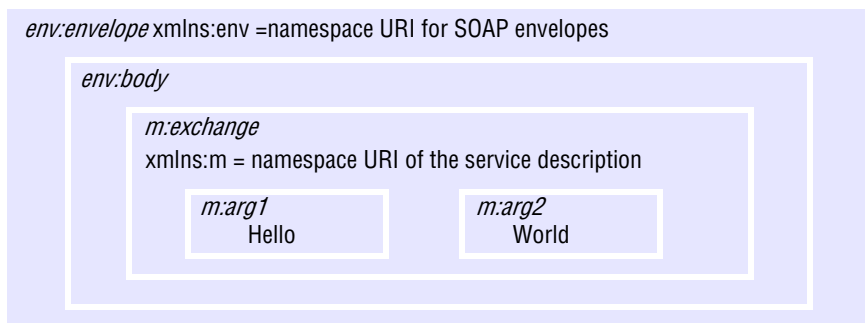 env:envelope xmlns:env =namespace URI for SOAP envelopes
env:body
m:exchange
xmlns:m = namespace URI of the service description
m:arg1 m:arg2
Hello World